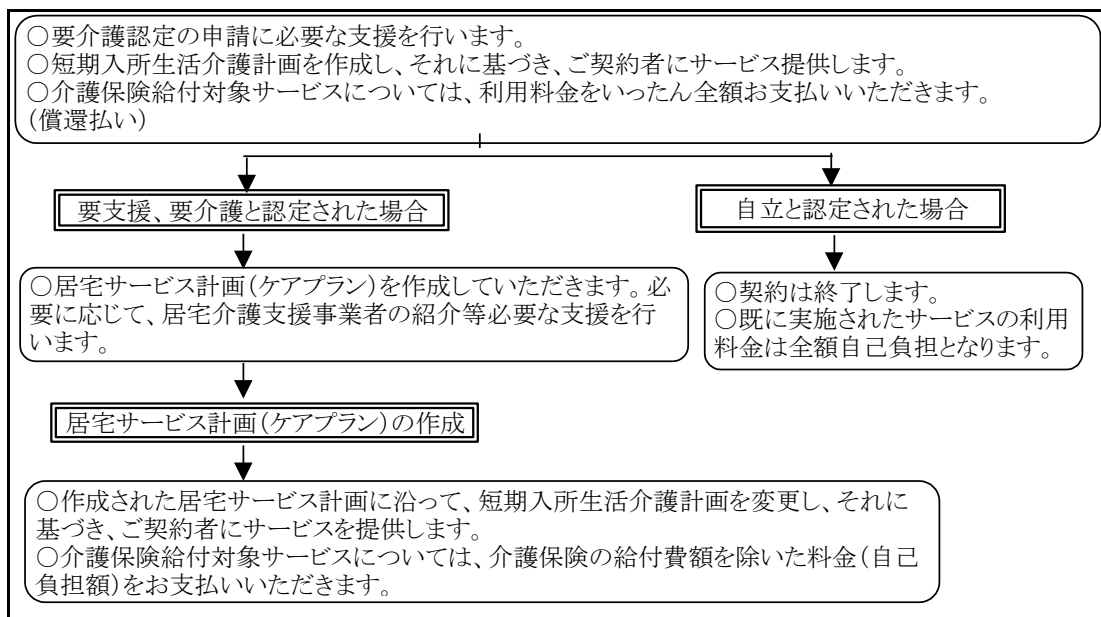 ○要介護認定の申請に必要な支援を行います。
○短期入所生活介護計画を作成し、それに基づき、ご契約者にサービス提供します。
○介護保険給付対象サービスについては、利用料金をいったん全額お支払いいただきます。
(償還払い)
要支援、要介護と認定された場合
自立と認定された場合
○居宅サービス計画(ケアプラン)を作成していただきます。必
要に応じて、居宅介護支援事業者の紹介等必要な支援を行
います。
○契約は終了します。
○既に実施されたサービスの利用
料金は全額自己負担となります。
居宅サービス計画(ケアプラン)の作成
○作成された居宅サービス計画に沿って、短期入所生活介護計画を変更し、それに
基づき、ご契約者にサービスを提供します。
○介護保険給付対象サービスについては、介護保険の給付費額を除いた料金(自己
負担額)をお支払いいただきます。